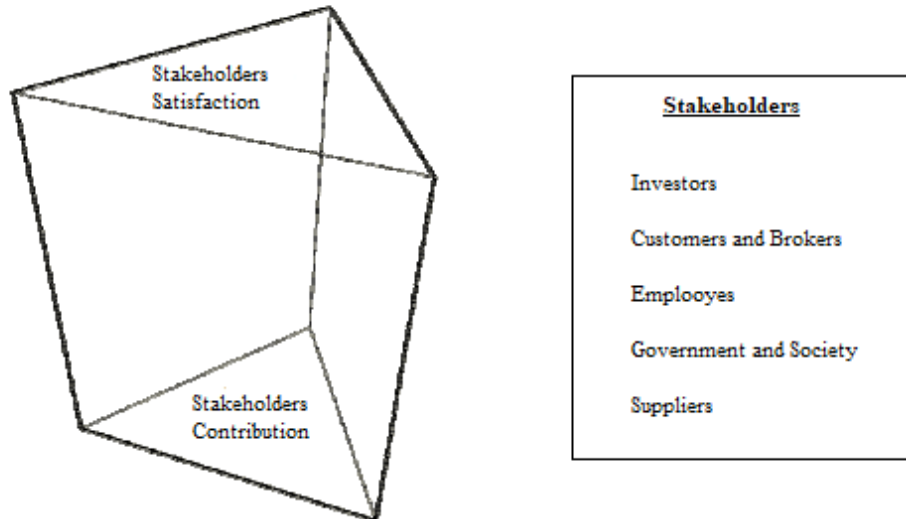 Stakeholders
Satisfaction
Stakeholders
Contribution
Stakeholders
Investors
Customers and Brokers
Emplooyes
Government and Society
Suppliers